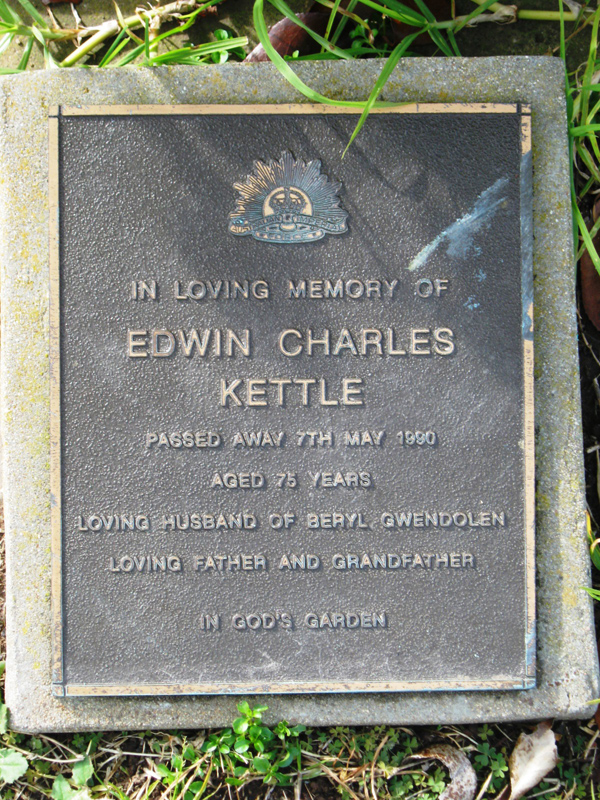 IN LOVING MEMORY OF
EDWIN CHARLES
KETTLE
PASSED AWAY 7TH MAY 1990
AGED 75 YEARS
LOVING HUSBAND OF BERYL GWENDOLEN
LOVING FATHER AND GRANDFATHER
IN GOD'S GARDEN